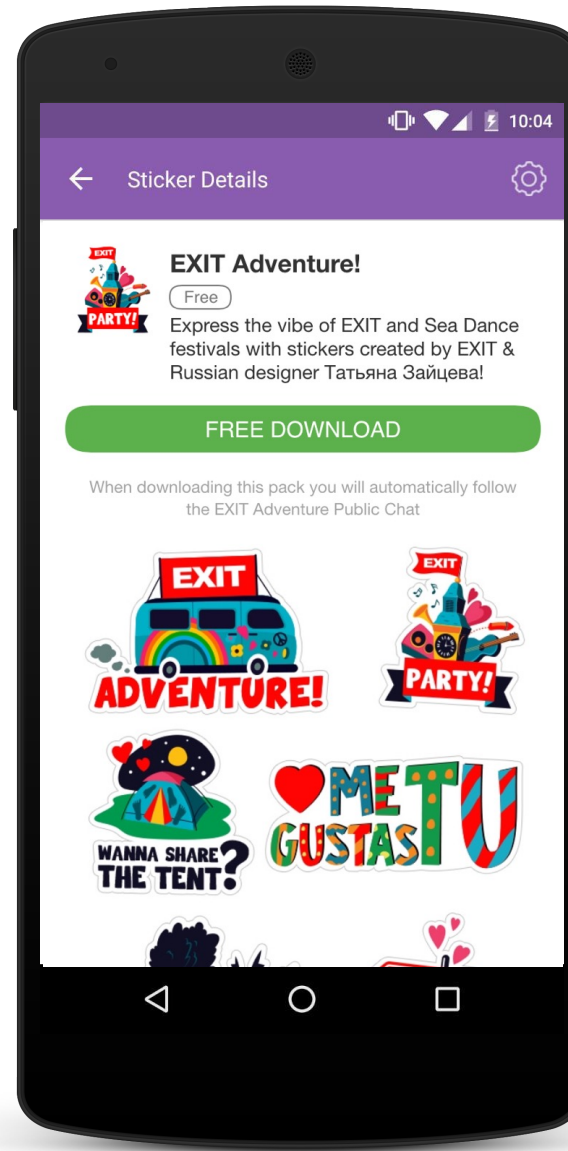 10:04
Sticker Details
EXIT
PARTY!
EXIT Adventure!
Free
Express the vibe of EXIT and Sea Dance
festivals with stickers created by EXIT &
Russian designer Татьяна Зайцева!
FREE DOWNLOAD
When downloading this pack you will automatically follow
the EXIT Adventure Public Chat
EXIT
ADVENTURE!
EXIT
PARTY!
WANNA SHARE
THE TENT?
ME
GUSTAS TU